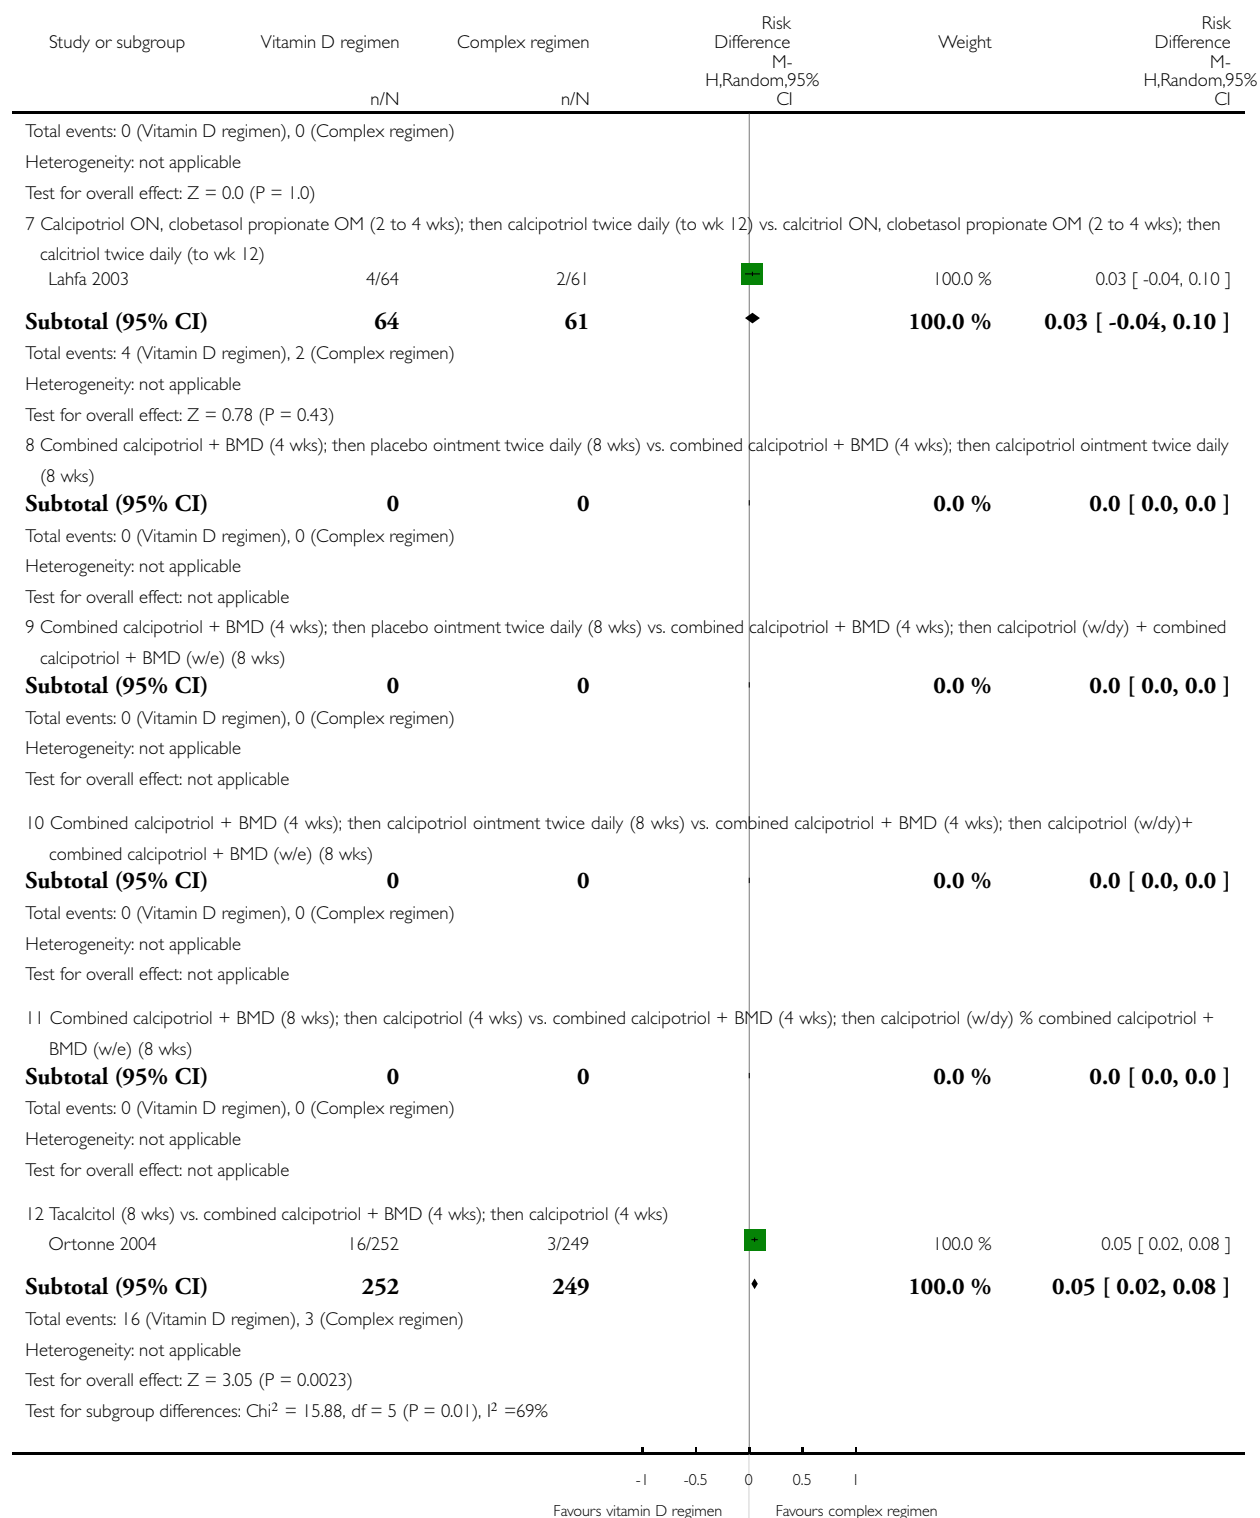 Study or subgroup Vitamin D regimen Complex regimen Risk Difference Weight Risk Difference
M-H,Random,95% CI M-H,Random,95% CI
n/N n/N
Total events: 0 (Vitamin D regimen), 0 (Complex regimen)
Heterogeneity: not applicable
Test for overall effect: Z = 0.0 (P = 1.0)
7 Calcipotriol ON, clobetasol propionate OM (2 to 4 wks); then calcipotriol twice daily (to wk 12) vs. calcitriol ON, clobetasol propionate OM (2 to 4 wks); then
calcitriol twice daily (to wk 12)
Lahfa 2003 4/64 2/61 100.0 % 0.03 [ -0.04, 0.10 ]
Subtotal (95% CI) 64 61 100.0 % 0.03 [ -0.04, 0.10 ]
Total events: 4 (Vitamin D regimen), 2 (Complex regimen)
Heterogeneity: not applicable
Test for overall effect: Z = 0.78 (P = 0.43)
8 Combined calcipotriol + BMD (4 wks); then placebo ointment twice daily (8 wks) vs. combined calcipotriol + BMD (4 wks); then calcipotriol ointment twice daily
(8 wks)
Subtotal (95% CI) 0 0 0.0 % 0.0 [ 0.0, 0.0 ]
Total events: 0 (Vitamin D regimen), 0 (Complex regimen)
Heterogeneity: not applicable
Test for overall effect: not applicable
9 Combined calcipotriol + BMD (4 wks); then placebo ointment twice daily (8 wks) vs. combined calcipotriol + BMD (4 wks); then calcipotriol (w/dy) + combined
calcipotriol + BMD (w/e) (8 wks)
Subtotal (95% CI) 0 0 0.0 % 0.0 [ 0.0, 0.0 ]
Total events: 0 (Vitamin D regimen), 0 (Complex regimen)
Heterogeneity: not applicable
Test for overall effect: not applicable
10 Combined calcipotriol + BMD (4 wks); then calcipotriol ointment twice daily (8 wks) vs. combined calcipotriol + BMD (4 wks); then calcipotriol (w/dy)+
combined calcipotriol + BMD (w/e) (8 wks)
Subtotal (95% CI) 0 0 0.0 % 0.0 [ 0.0, 0.0 ]
Total events: 0 (Vitamin D regimen), 0 (Complex regimen)
Heterogeneity: not applicable
Test for overall effect: not applicable
11 Combined calcipotriol + BMD (8 wks); then calcipotriol (4 wks) vs. combined calcipotriol + BMD (4 wks); then calcipotriol (w/dy) % combined calcipotriol +
BMD (w/e) (8 wks)
Subtotal (95% CI) 0 0 0.0 % 0.0 [ 0.0, 0.0 ]
Total events: 0 (Vitamin D regimen), 0 (Complex regimen)
Heterogeneity: not applicable
Test for overall effect: not applicable
12 Tacalcitol (8 wks) vs. combined calcipotriol + BMD (4 wks); then calcipotriol (4 wks)
Ortonne 2004 16/252 3/249 100.0 % 0.05 [ 0.02, 0.08 ]
Subtotal (95% CI) 252 249 100.0 % 0.05 [ 0.02, 0.08 ]
Total events: 16 (Vitamin D regimen), 3 (Complex regimen)
Heterogeneity: not applicable
Test for overall effect: Z = 3.05 (P = 0.0023)
Test for subgroup differences: Chi² = 15.88, df = 5 (P = 0.01), I² =69%
-1 -0.5 0 0.5 1
Favours vitamin D regimen Favours complex regimen